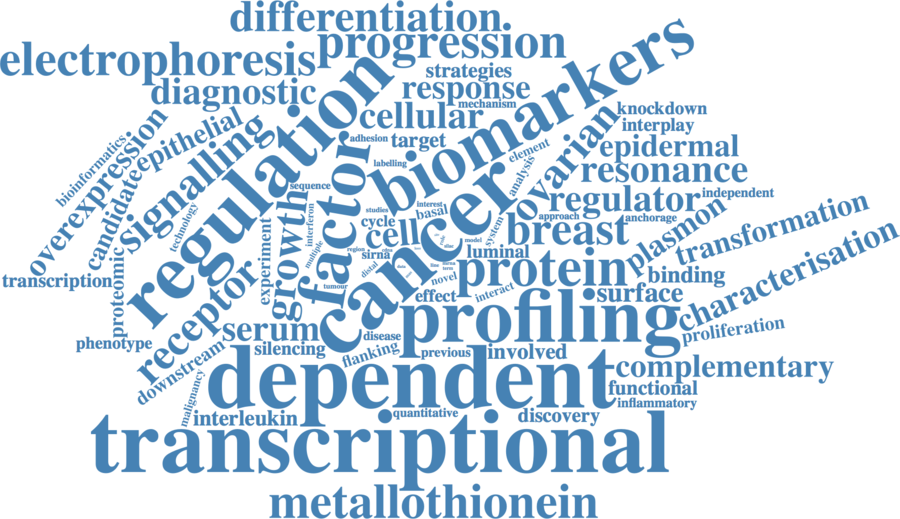 differentiation
electrophoresis
progression
biomarkers
strategies
diagnostic
response
mechanism
regulation
cellular
knockdown
adhesion
target
interplay
epithelial
signalling
ovarian
epidermal
bioinformatics
overexpression
candidate
factor
labelling
element
resonance
sequence
analysis
regulator
independent
technology
growth
interferon
studies
interest
basal
approach
anchorage
cycle
cell
cancer
system
breast
plasmon
transformation
experiment
multiple
region
model
luminal
sirna
distal
transcription
proteomic
receptor
protein
binding
novel
tumour
effect
interact
surface
characterisation
profiling
serum
disease
proliferation
phenotype
silencing
flanking
previous
involved
downstream
dependent
complementary
functional
malignancy
inflammatory
interleukin
quantitative
discovery
transcriptional
metallothionein